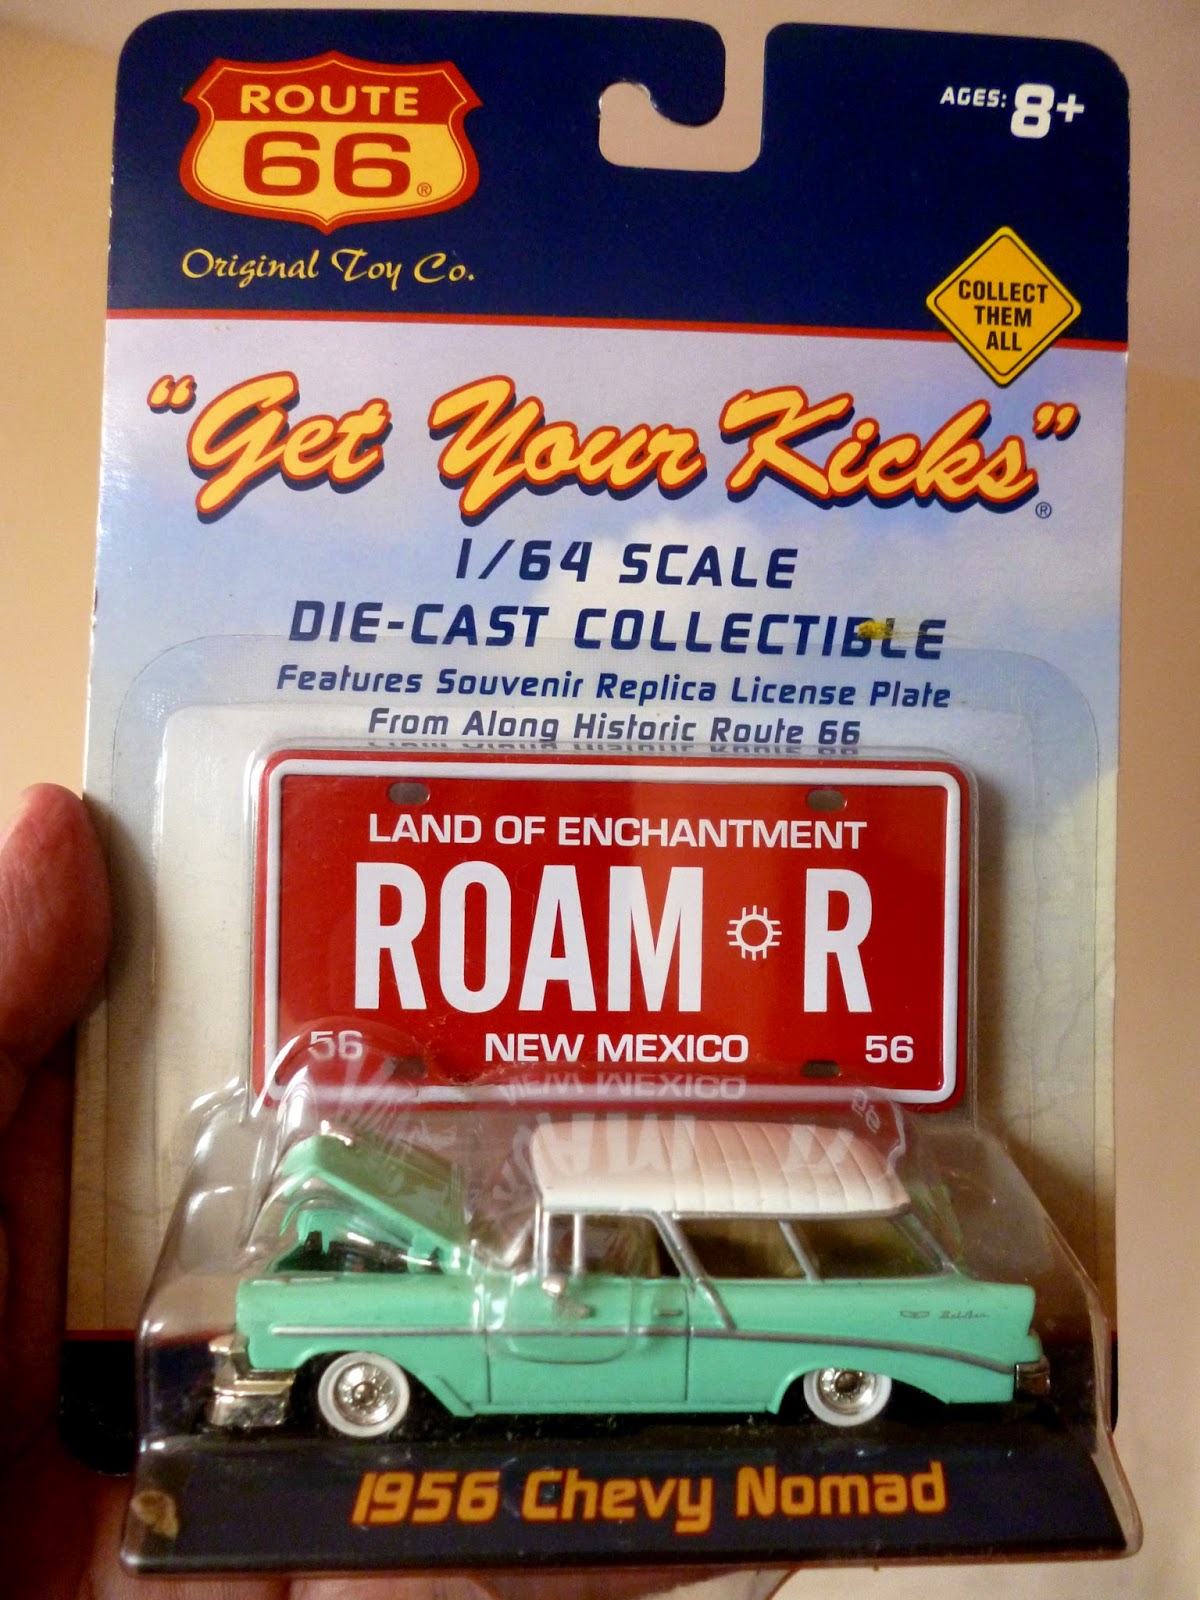 ROUTE
66®
Original Toy Co.
AGES: 8+
COLLECT
THEM
ALL
"Get Your Kicks"®
1/64 SCALE
DIE-CAST COLLECTIBLE
Features Souvenir Replica License Plate
From Along Historic Route 66
LAND OF ENCHANTMENT
ROAM R
56 NEW MEXICO 56
Bel Air
1956 Chevy Nomad